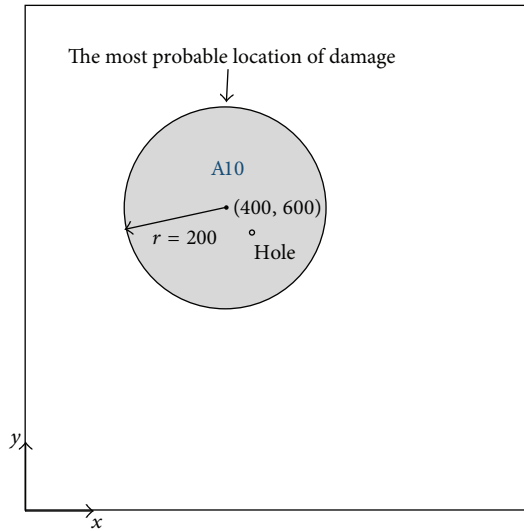 The most probable location of damage
A10
(400, 600)
r = 200
Hole
y
x